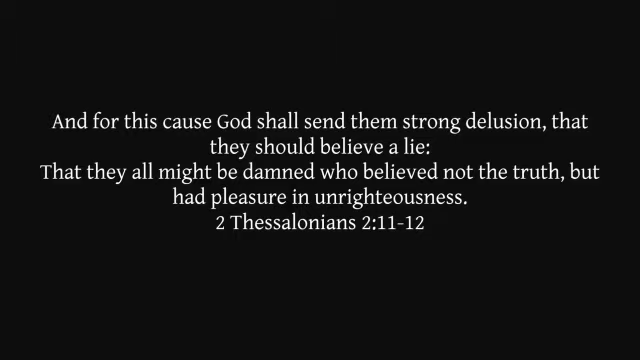 And for this cause God shall send them strong delusion, that
they should believe a lie:
That they all might be damned who believed not the truth, but
had pleasure in unrighteousness.
2 Thessalonians 2:11-12